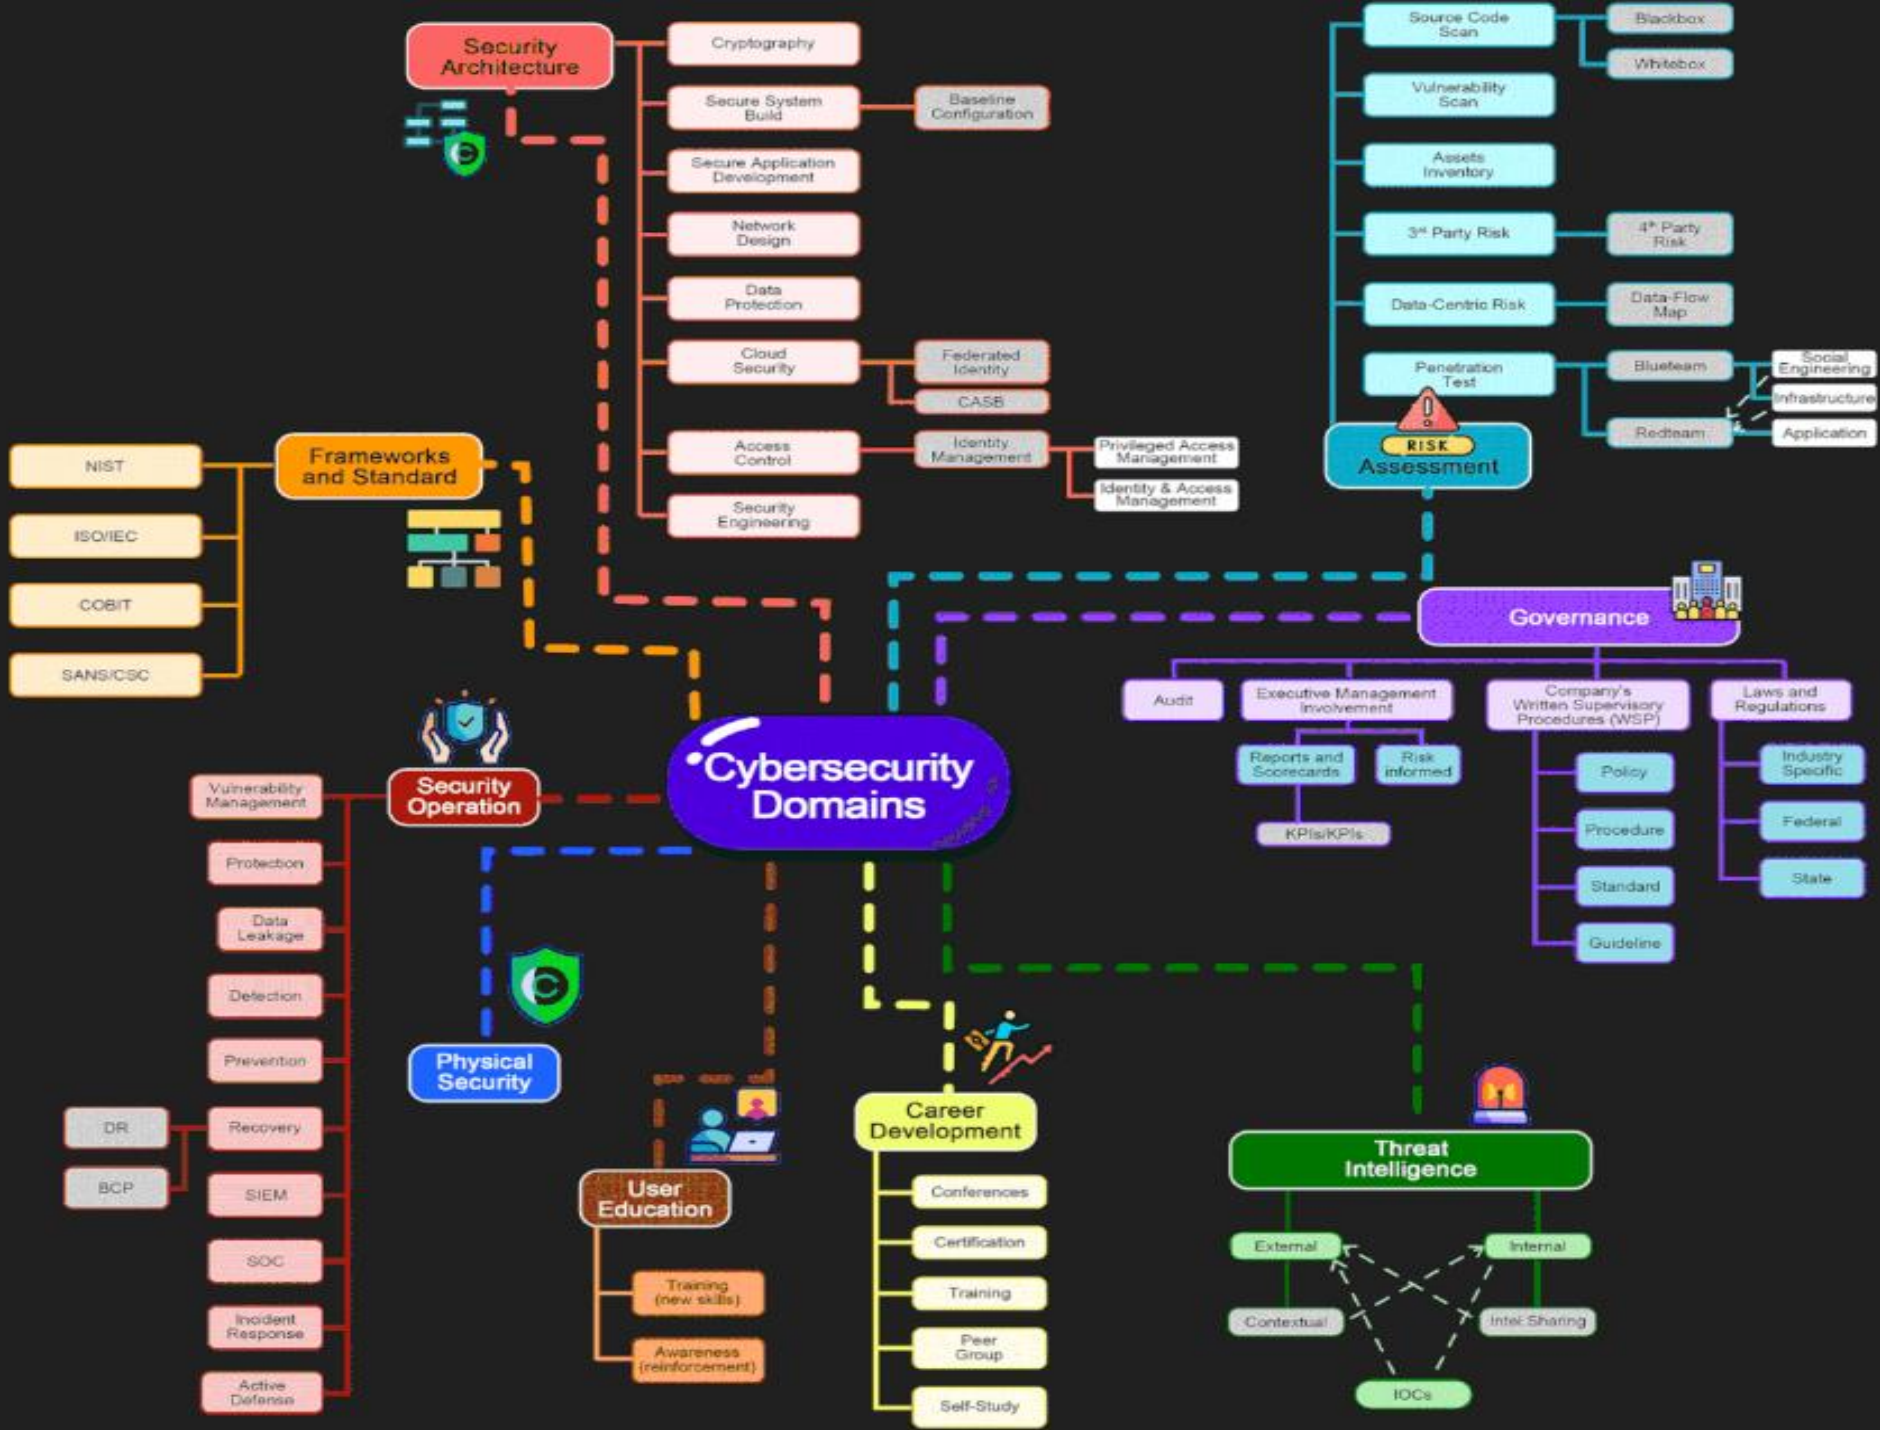 Security
Architecture
Cryptography
Secure System
Build
Baseline
Configuration
Secure Application
Development
Network
Design
Data
Protection
Cloud
Security
Federated
Identity
CASB
Access
Control
Identity
Management
Privileged Access
Management
Identity & Access
Management
Security
Engineering
Source Code
Scan
Blackbox
Whitebox
Vulnerability
Scan
Assets
Inventory
3rd Party Risk
4th Party
Risk
Data-Centric Risk
Data-Flow
Map
Penetration
Test
Blueteam
Social
Engineering
Infrastructure
Redteam
Application
RISK
Assessment
Frameworks
and Standard
NIST
ISO/IEC
COBIT
SANS/CSC
Governance
Audit
Executive Management
Involvement
Reports and
Scorecards
Risk
informed
KPIs/KPIs
Company's
Written Supervisory
Procedures (WSP)
Policy
Procedure
Standard
Guideline
Laws and
Regulations
Industry
Specific
Federal
State
Cybersecurity
Domains
Security
Operation
Vulnerability
Management
Protection
Data
Leakage
Detection
Prevention
Recovery
DR
BCP
SIEM
SOC
Incident
Response
Active
Defense
Physical
Security
User
Education
Training
(new skills)
Awareness
(reinforcement)
Career
Development
Conferences
Certification
Training
Peer
Group
Self-Study
Threat
Intelligence
External
Internal
Contextual
Intel Sharing
IOCs